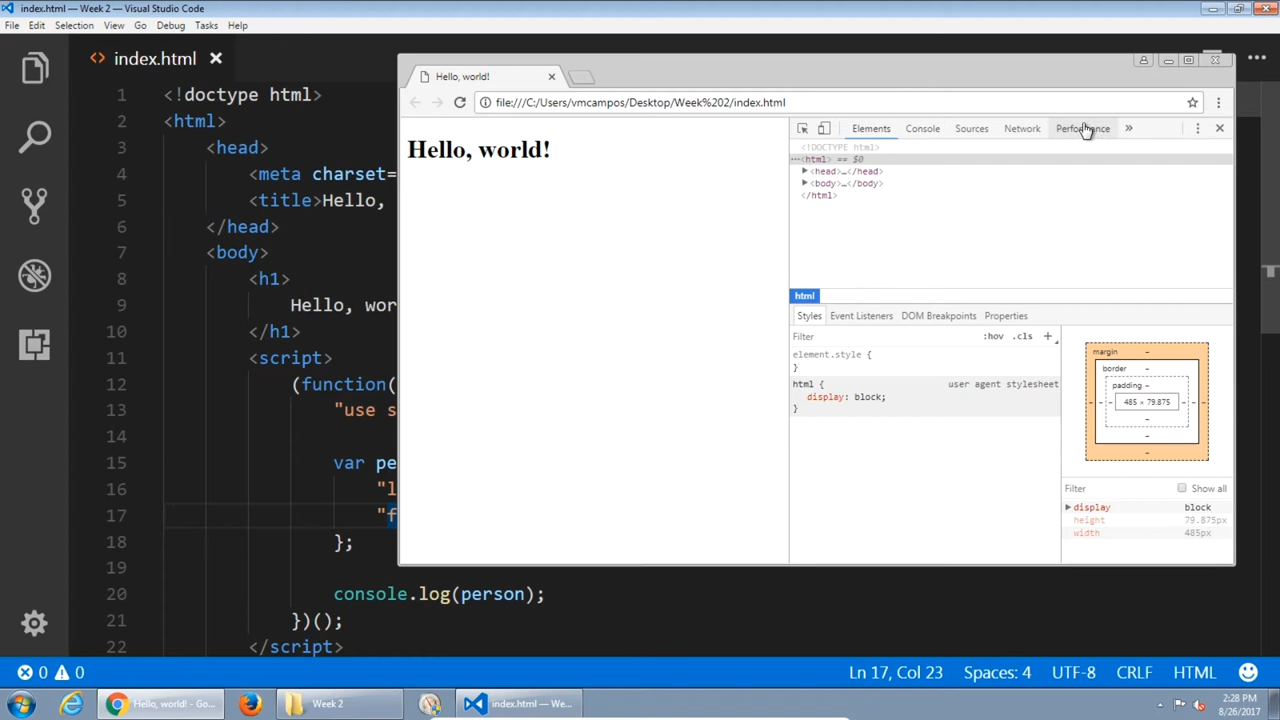 index.html — Week 2 — Visual Studio Code
File Edit Selection View Go Debug Tasks Help
index.html
1 <!doctype html>
2 <html>
3 <head>
4 <meta charset=
5 <title>Hello,
6 </head>
7 <body>
8 <h1>
9 Hello, wor
10 </h1>
11 <script>
12 (function(
13 "use s
14
15 var pe
16 "l
17 "f
18 };
19
20 console.log(person);
21 })();
22 </script>
Hello, world!
file:///C:/Users/vmcampos/Desktop/Week%202/index.html
Hello, world!
Elements Console Sources Network Performance »
<!DOCTYPE html>
…<html> == $0
<head>…</head>
<body>…</body>
</html>
html
Styles Event Listeners DOM Breakpoints Properties
Filter :hov .cls +
element.style {
}
html { user agent stylesheet
display: block;
}
margin –
border –
padding –
– – – 485 × 79.875 – – –
–
–
–
Filter Show all
display block
height 79.875px
width 485px
0 0 Ln 17, Col 23 Spaces: 4 UTF-8 CRLF HTML
Hello, world! - Go...
Week 2
index.html — We...
2:28 PM
8/26/2017